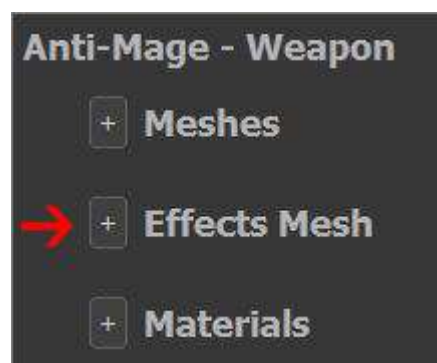 Anti-Mage - Weapon
+ Meshes
+ Effects Mesh
+ Materials